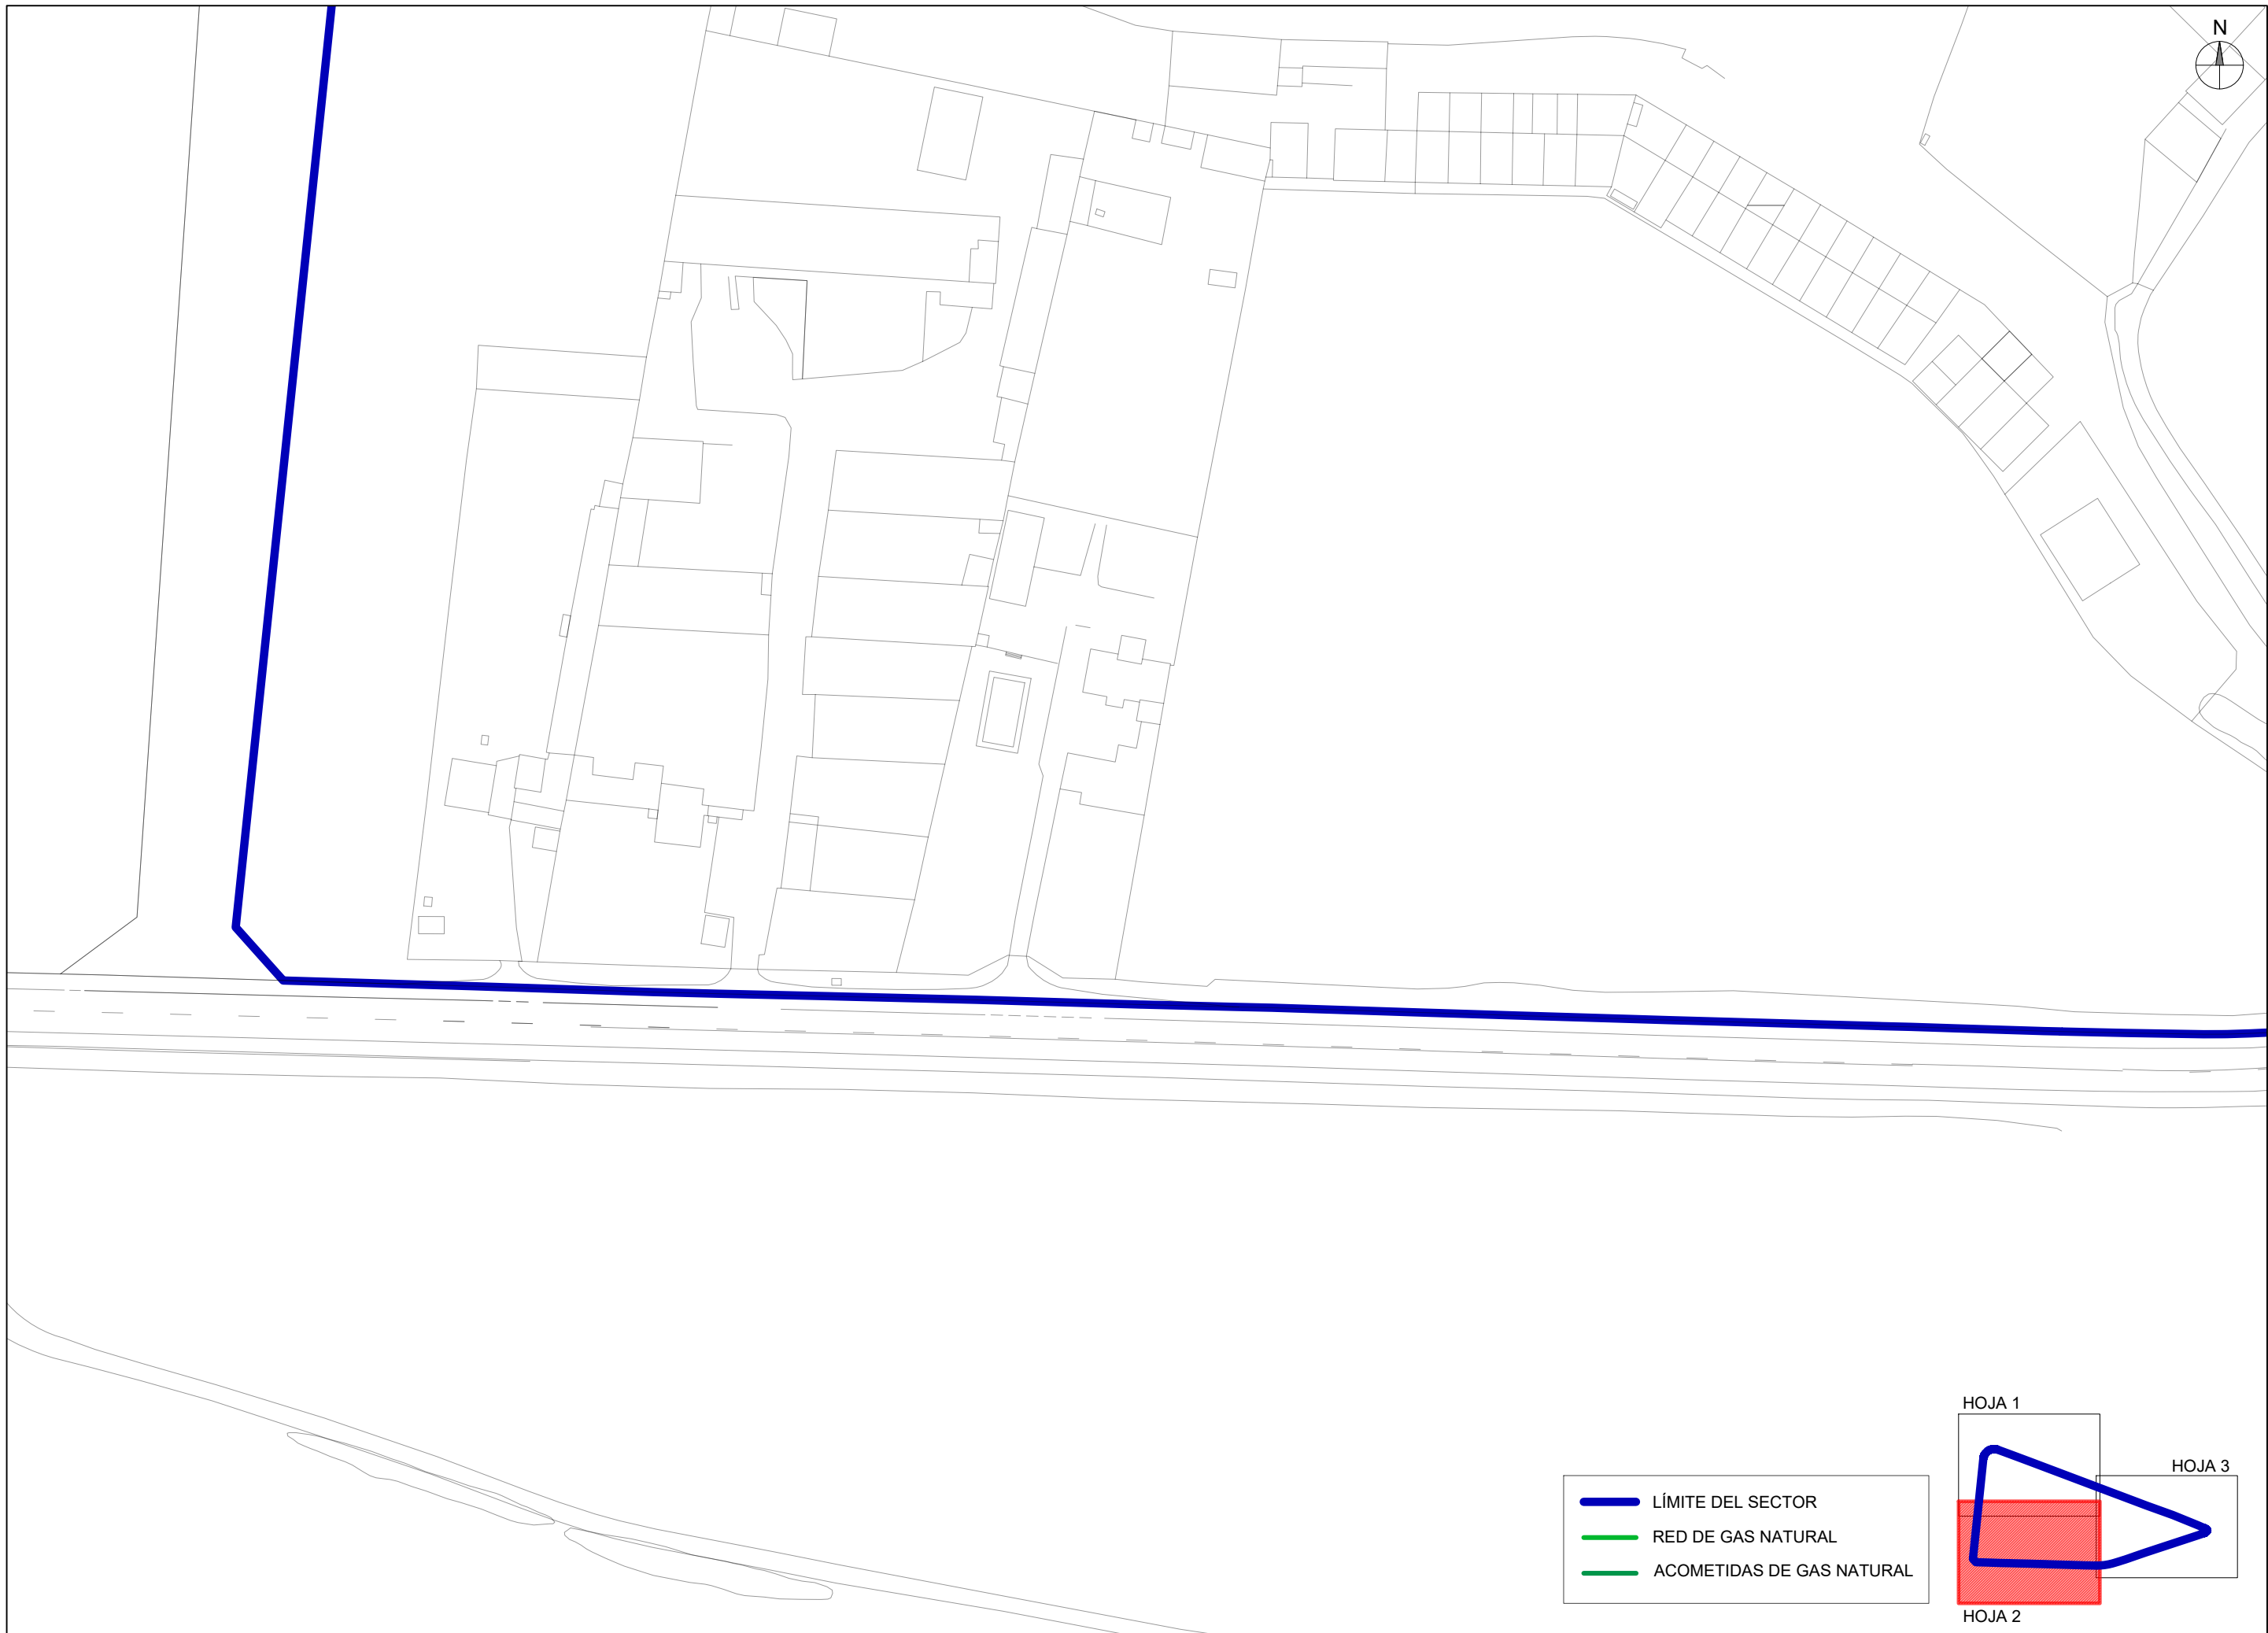 N
HOJA 1
HOJA 3
LÍMITE DEL SECTOR
RED DE GAS NATURAL
ACOMETIDAS DE GAS NATURAL
HOJA 2